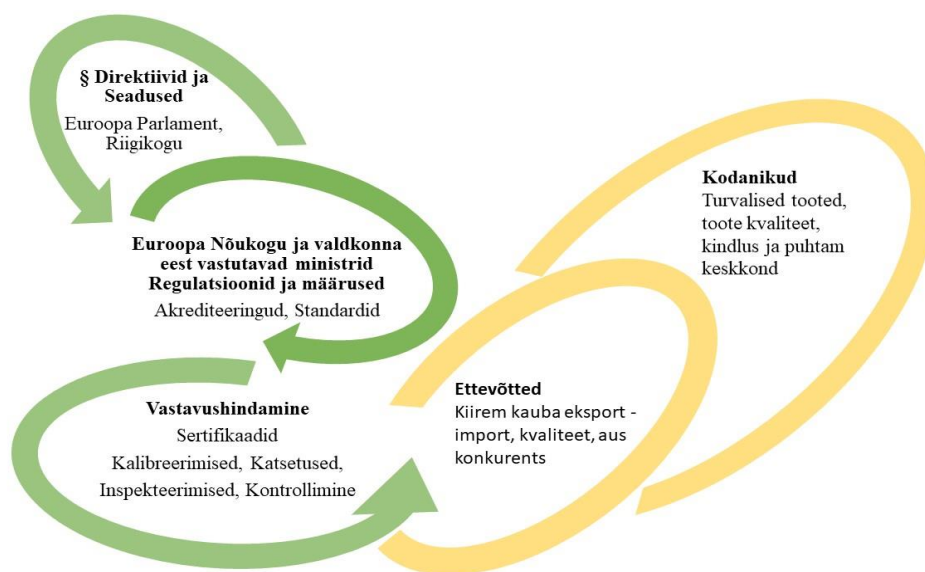 § Direktiivid ja
Seadused
Euroopa Parlament,
Riigikogu
Euroopa Nõukogu ja valdkonna
eest vastutavad ministrid
Regulatsioonid ja määrused
Akrediteeringud, Standardid
Vastavushindamine
Sertifikaadid
Kalibreerimised, Katsetused,
Inspekteerimised, Kontrollimine
Ettevõtted
Kiirem kauba eksport -
import, kvaliteet, aus
konkurents
Kodanikud
Turvalised tooted,
toote kvaliteet,
kindlus ja puhtam
keskkond